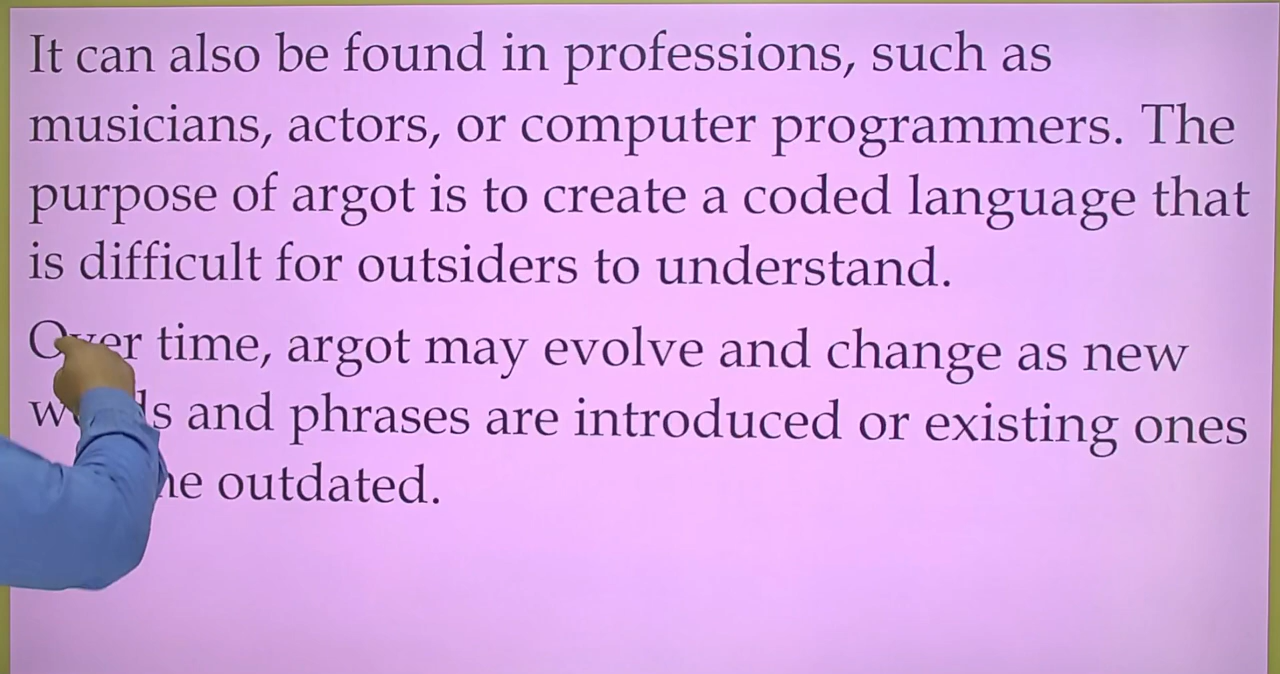 It can also be found in professions, such as
musicians, actors, or computer programmers. The
purpose of argot is to create a coded language that
is difficult for outsiders to understand.
Over time, argot may evolve and change as new
and phrases are introduced or existing ones
outdated.